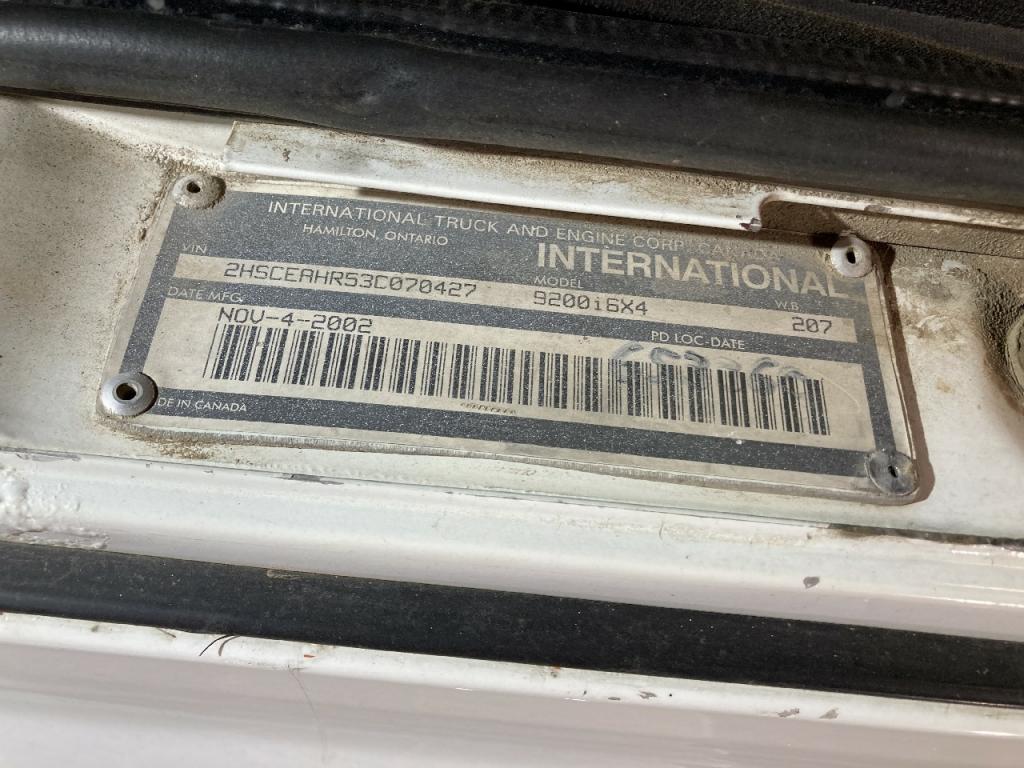 INTERNATIONAL TRUCK AND ENGINE CORP. CANADA
HAMILTON, ONTARIO
INTERNATIONAL
VIN MODEL W.B.
2HSCEAHR53C070427 9200i6X4 207
DATE MFG. PD LOC-DATE
NOV-4-2002
DE IN CANADA